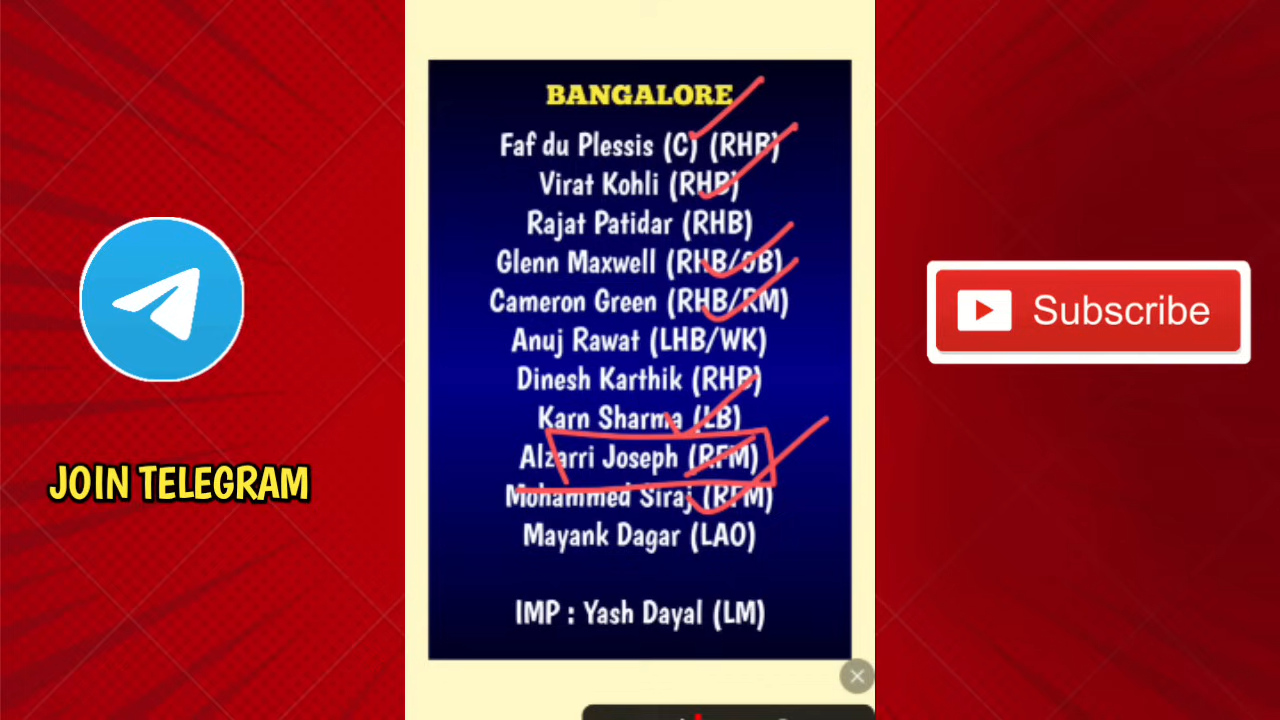 BANGALORE
Faf du Plessis (C) (RHB)
Virat Kohli (RHB)
Rajat Patidar (RHB)
Glenn Maxwell (RHB/OB)
Cameron Green (RHB/RM)
Anuj Rawat (LHB/WK)
Dinesh Karthik (RHB)
Karn Sharma (LB)
Alzarri Joseph (RFM)
Mohammed Siraj (RFM)
Mayank Dagar (LAO)
IMP : Yash Dayal (LM)
JOIN TELEGRAM
Subscribe